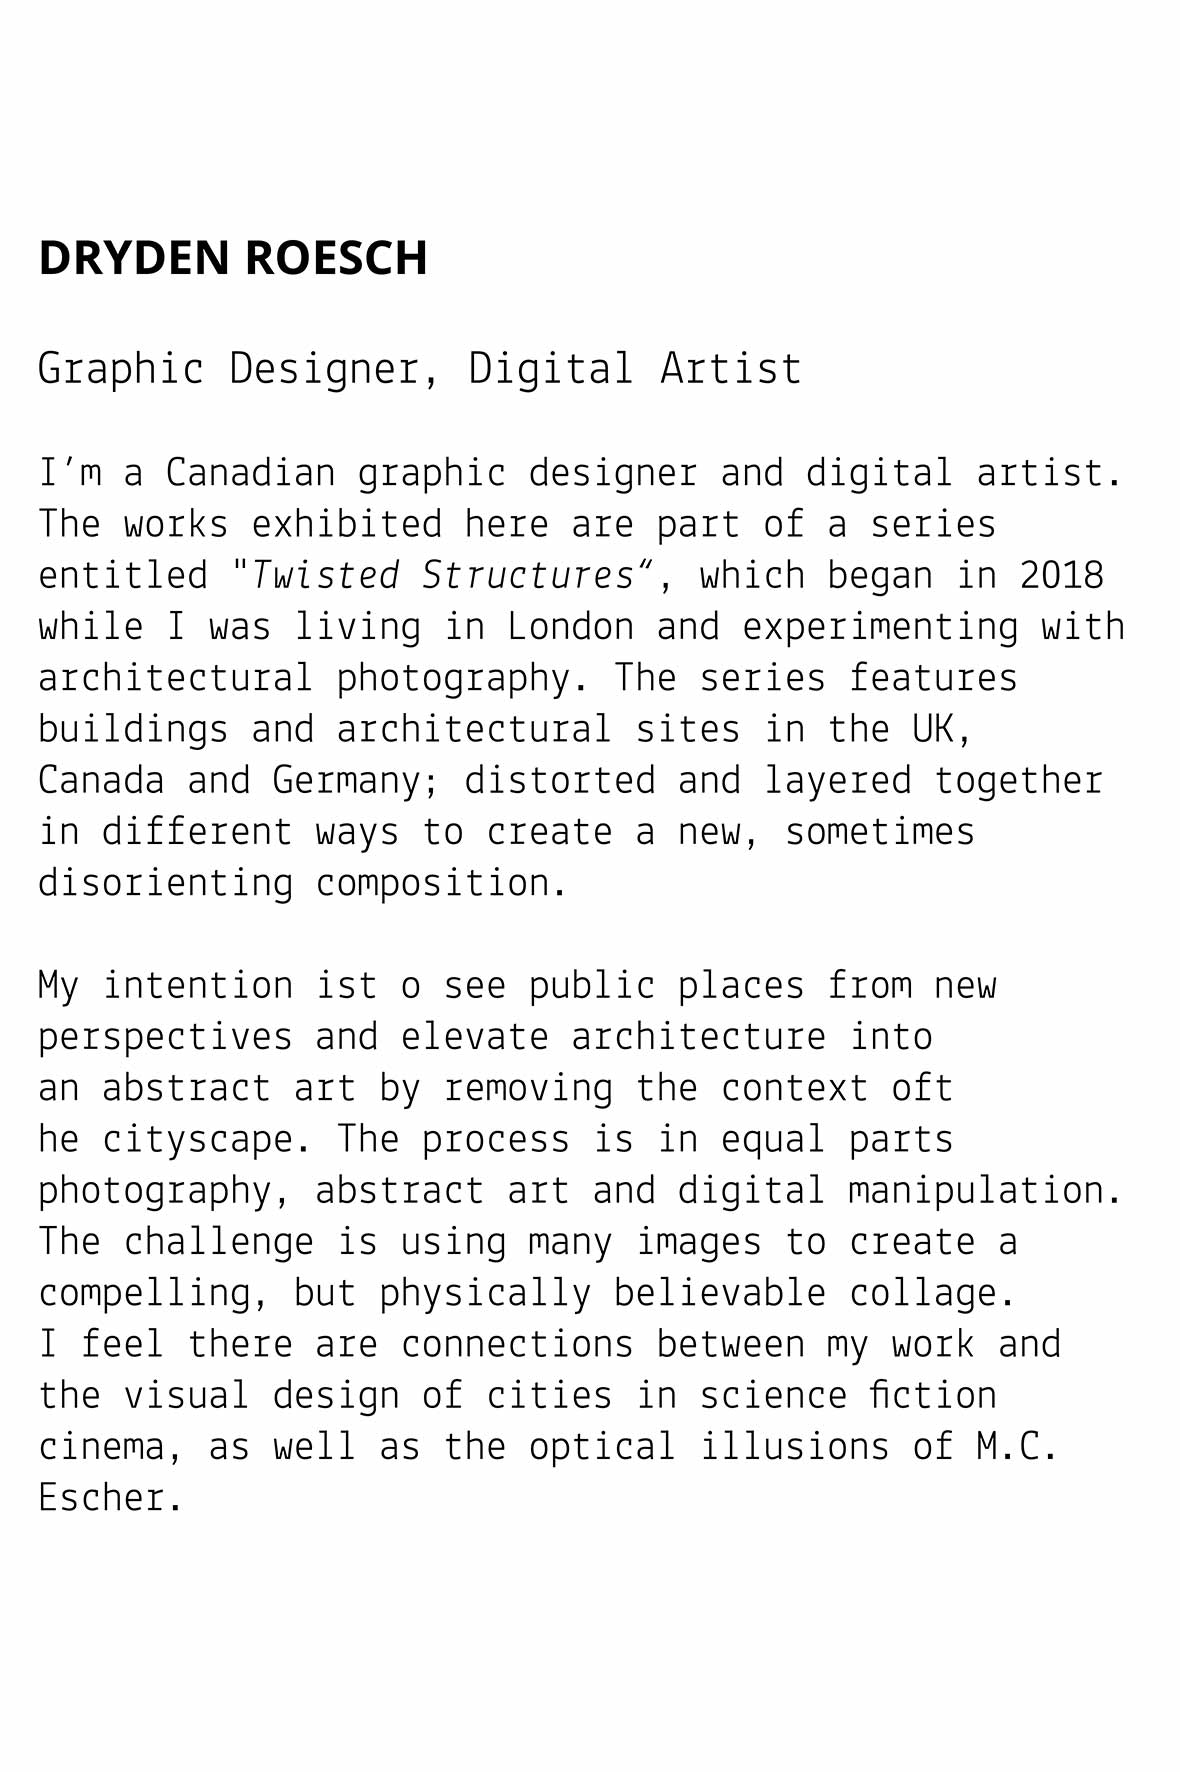 DRYDEN ROESCH
Graphic Designer, Digital Artist
I’m a Canadian graphic designer and digital artist.
The works exhibited here are part of a series
entitled "Twisted Structures“, which began in 2018
while I was living in London and experimenting with
architectural photography. The series features
buildings and architectural sites in the UK,
Canada and Germany; distorted and layered together
in different ways to create a new, sometimes
disorienting composition.
My intention ist o see public places from new
perspectives and elevate architecture into
an abstract art by removing the context oft
he cityscape. The process is in equal parts
photography, abstract art and digital manipulation.
The challenge is using many images to create a
compelling, but physically believable collage.
I feel there are connections between my work and
the visual design of cities in science fiction
cinema, as well as the optical illusions of M.C.
Escher.